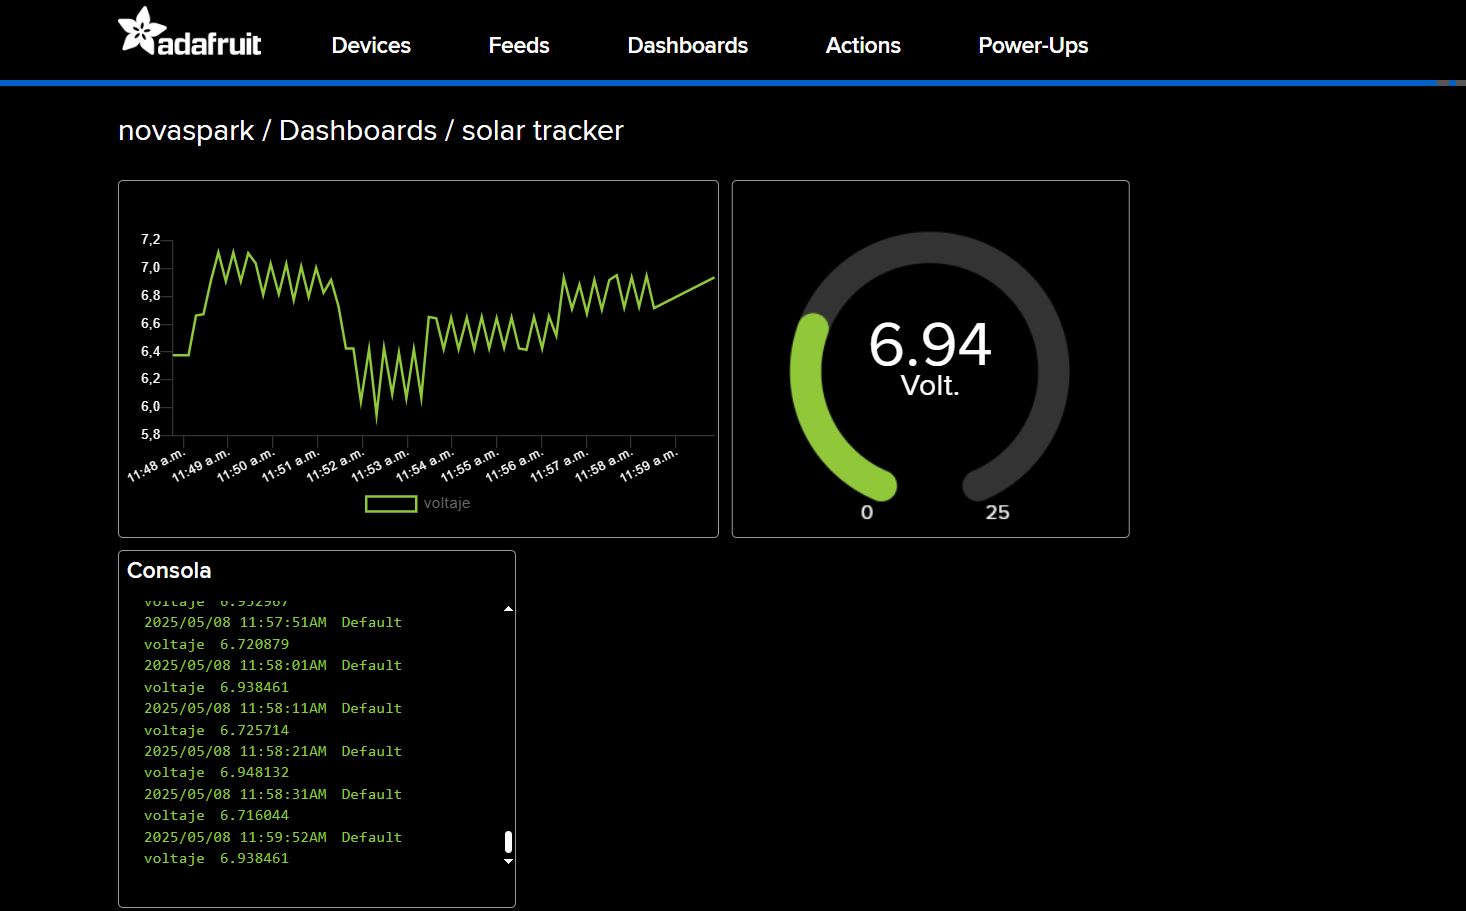 adafruit
Devices Feeds Dashboards Actions Power-Ups
novaspark / Dashboards / solar tracker
7,2
7,0
6,8
6,6
6,4
6,2
6,0
5,8
11:48 a.m. 11:49 a.m. 11:50 a.m. 11:51 a.m. 11:52 a.m. 11:53 a.m. 11:54 a.m. 11:55 a.m. 11:56 a.m. 11:57 a.m. 11:58 a.m. 11:59 a.m.
voltaje
6.94
Volt.
0 25
Consola
voltaje 6.932967
2025/05/08 11:57:51AM Default
voltaje 6.720879
2025/05/08 11:58:01AM Default
voltaje 6.938461
2025/05/08 11:58:11AM Default
voltaje 6.725714
2025/05/08 11:58:21AM Default
voltaje 6.948132
2025/05/08 11:58:31AM Default
voltaje 6.716044
2025/05/08 11:59:52AM Default
voltaje 6.938461